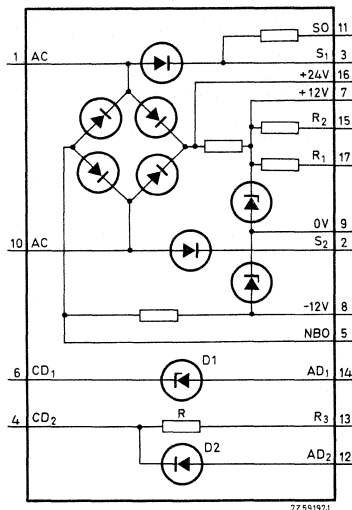 SO 11
1 AC S₁ 3
+24V 16
+12V 7
R₂ 15
R₁ 17
0V 9
10 AC S₂ 2
-12V 8
NBO 5
D1
6 CD₁ AD₁ 14
4 CD₂ R R₃ 13
D2 AD₂ 12
7Z59197.1